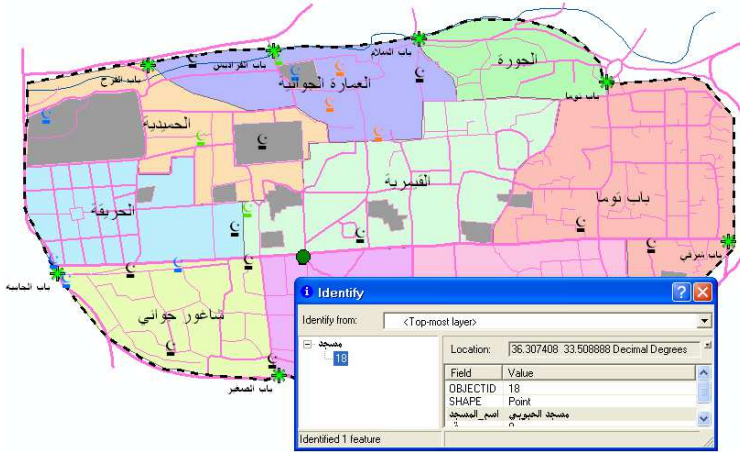 باب السلام
الجورة
باب الفراديس
باب الفرج
العمارة الجوانية
باب توما
الحميدية
القيمرية
باب توما
الحريقة
باب شرقي
باب الجابيه
شاغور جواني
باب الصغير
Identify
Identify from: <Top-most layer>
مسجد
18
Location: 36.307408 33.508888 Decimal Degrees
Field Value
OBJECTID 18
SHAPE Point
اسم_المسجد مسجد الحبوبي
Identified 1 feature